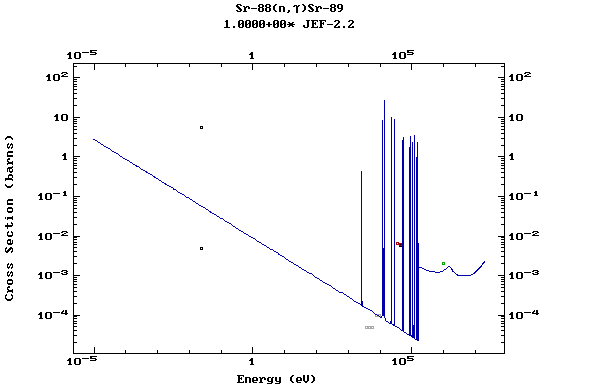 Sr-88(n,γ)Sr-89
1.0000+00* JEF-2.2
10⁻⁵ 1 10⁵
10² 10²
10 10
1 1
10⁻¹ 10⁻¹
10⁻² 10⁻²
10⁻³ 10⁻³
10⁻⁴ 10⁻⁴
Cross Section (barns)
10⁻⁵ 1 10⁵
Energy (eV)